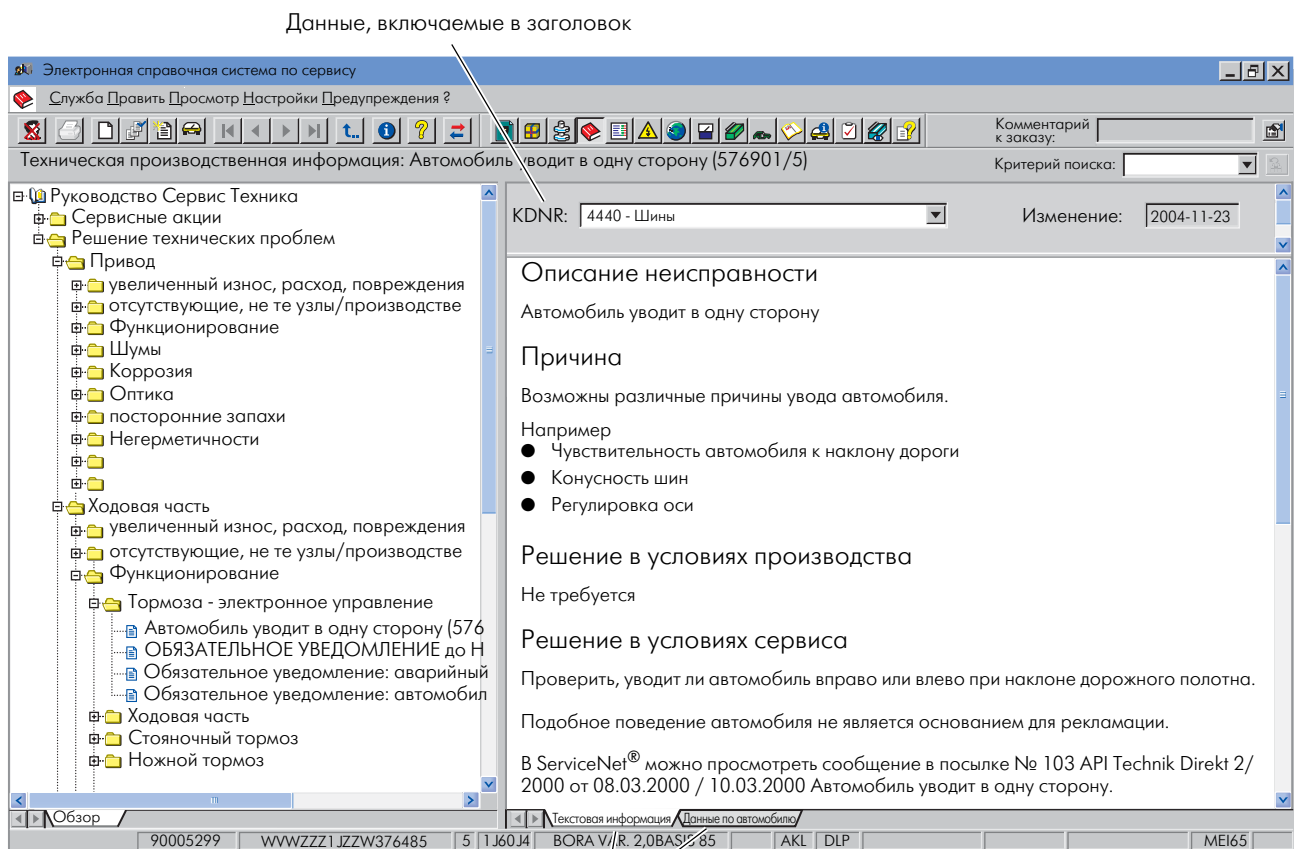 Данные, включаемые в заголовок
Электронная справочная система по сервису
Служба Править Просмотр Настройки Предупреждения ?
Комментарий
к заказу:
Техническая производственная информация: Автомобиль уводит в одну сторону (576901/5)
Критерий поиска:
Руководство Сервис Техника
Сервисные акции
Решение технических проблем
Привод
увеличенный износ, расход, повреждения
отсутствующие, не те узлы/производстве
Функционирование
Шумы
Коррозия
Оптика
посторонние запахи
Негерметичности
Ходовая часть
увеличенный износ, расход, повреждения
отсутствующие, не те узлы/производстве
Функционирование
Тормоза - электронное управление
Автомобиль уводит в одну сторону (576
ОБЯЗАТЕЛЬНОЕ УВЕДОМЛЕНИЕ до Н
Обязательное уведомление: аварийный
Обязательное уведомление: автомобил
Ходовая часть
Стояночный тормоз
Ножной тормоз
Обзор
KDNR: 4440 - Шины
Изменение: 2004-11-23
Описание неисправности
Автомобиль уводит в одну сторону
Причина
Возможны различные причины увода автомобиля.
Например
● Чувствительность автомобиля к наклону дороги
● Конусность шин
● Регулировка оси
Решение в условиях производства
Не требуется
Решение в условиях сервиса
Проверить, уводит ли автомобиль вправо или влево при наклоне дорожного полотна.
Подобное поведение автомобиля не является основанием для рекламации.
В ServiceNet® можно просмотреть сообщение в посылке № 103 API Technik Direkt 2/
2000 от 08.03.2000 / 10.03.2000 Автомобиль уводит в одну сторону.
Текстовая информация
Данные по автомобилю
90005299 WVWZZZ1JZZW376485 5 1J60J4 BORA VAR. 2,0BASIS 85 AKL DLP MEI65